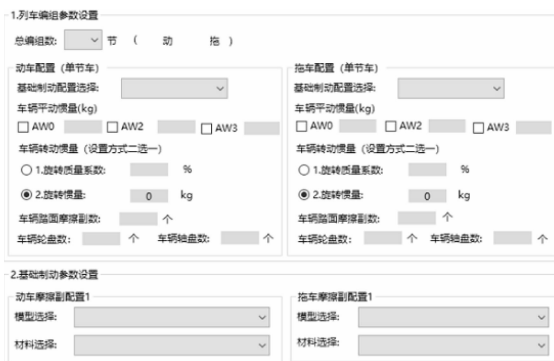 1.列车编组参数设置
总编组数: 节 ( 动 拖 )
动车配置 (单节车)
基础制动配置选择:
车辆平动惯量(kg)
AW0 AW2 AW3
车辆转动惯量 (设置方式二选一)
1.旋转质量系数: %
2.旋转惯量: 0 kg
车辆踏面摩擦副数: 个
车辆轮盘数: 个 车辆轴盘数: 个
拖车配置 (单节车)
基础制动配置选择:
车辆平动惯量(kg)
AW0 AW2 AW3
车辆转动惯量 (设置方式二选一)
1.旋转质量系数: %
2.旋转惯量: 0 kg
车辆踏面摩擦副数: 个
车辆轮盘数: 个 车辆轴盘数: 个
2.基础制动参数设置
动车摩擦副配置1
模型选择:
材料选择:
拖车摩擦副配置1
模型选择:
材料选择: